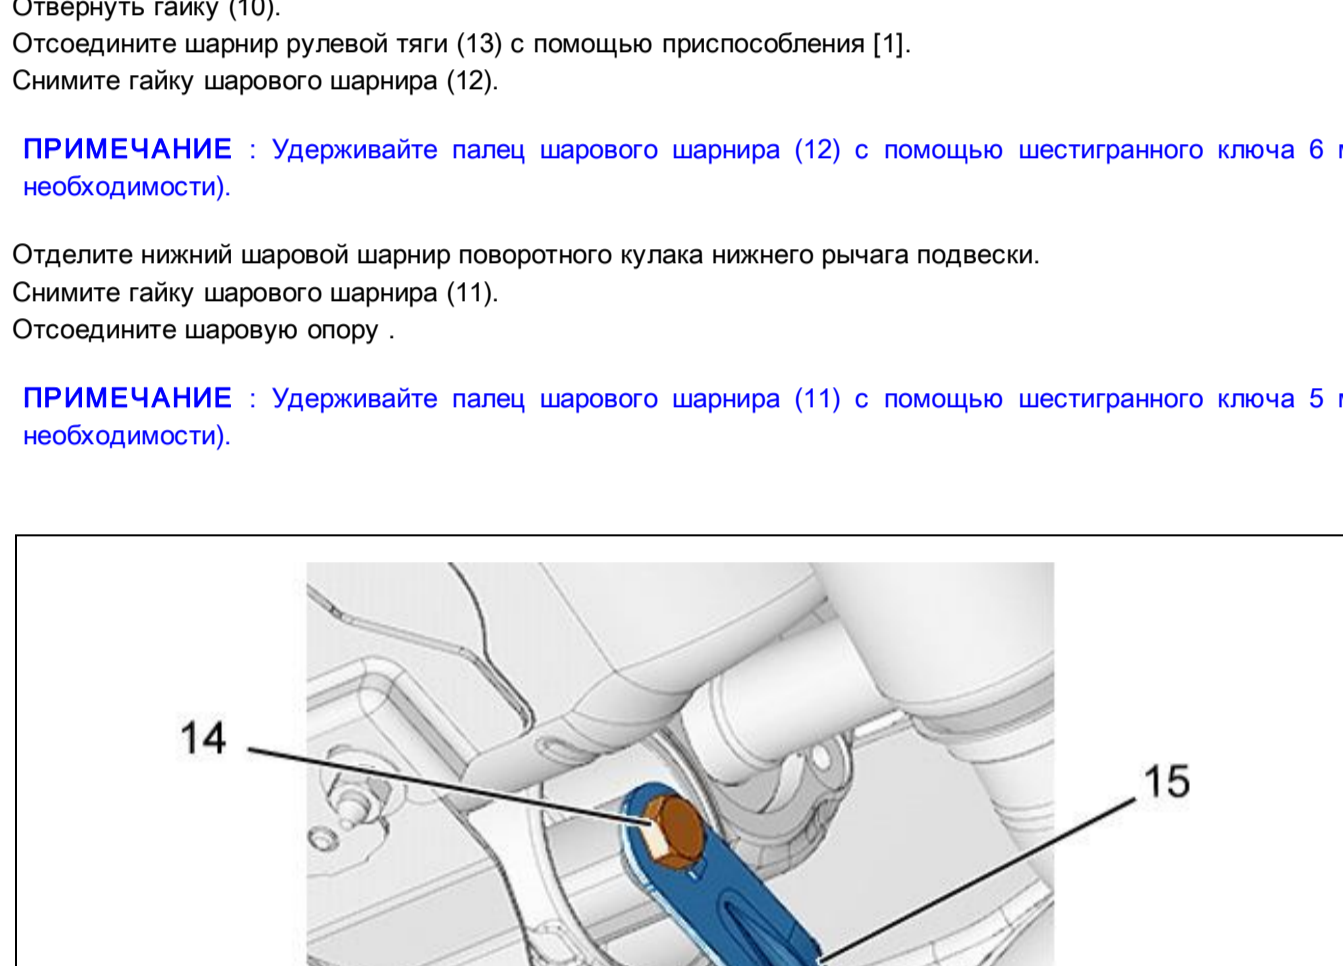 Отвернуть гайку (10).
Отсоедините шарнир рулевой тяги (13) с помощью приспособления [1].
Снимите гайку шарового шарнира (12).
ПРИМЕЧАНИЕ : Удерживайте палец шарового шарнира (12) с помощью шестигранного ключа 6
необходимости).
Отделите нижний шаровой шарнир поворотного кулака нижнего рычага подвески.
Снимите гайку шарового шарнира (11).
Отсоедините шаровую опору .
ПРИМЕЧАНИЕ : Удерживайте палец шарового шарнира (11) с помощью шестигранного ключа 5
необходимости).
14
15